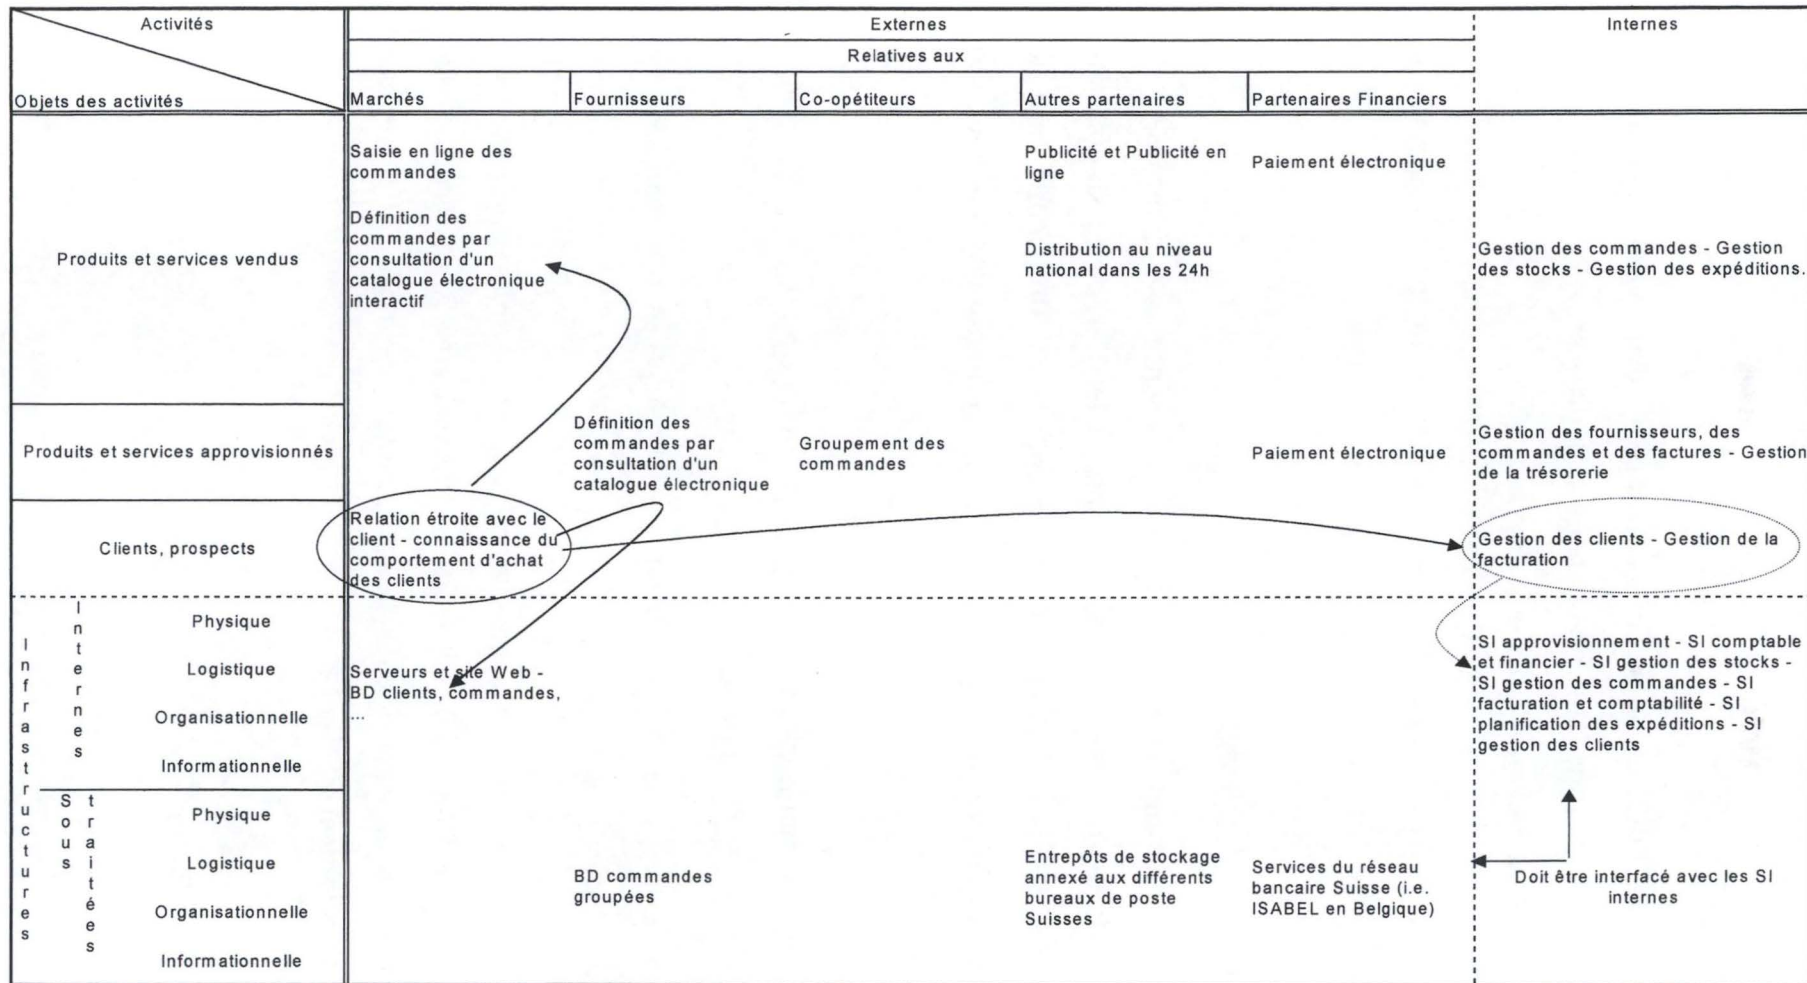 Activités
Externes
Internes
Relatives aux
Objets des activités
Marchés
Fournisseurs
Co-opétiteurs
Autres partenaires
Partenaires Financiers
Produits et services vendus
Saisie en ligne des
commandes
Définition des
commandes par
consultation d'un
catalogue électronique
interactif
Publicité et Publicité en
ligne
Distribution au niveau
national dans les 24h
Paiement électronique
Gestion des commandes - Gestion
des stocks - Gestion des expéditions.
Produits et services approvisionnés
Définition des
commandes par
consultation d'un
catalogue électronique
Groupement des
commandes
Paiement électronique
Gestion des fournisseurs, des
commandes et des factures - Gestion
de la trésorerie
Clients, prospects
Relation étroite avec le
client - connaissance du
comportement d'achat
des clients
Gestion des clients - Gestion de la
facturation
Infrastructures
Internes
Physique
Logistique
Organisationnelle
Informationnelle
Serveurs et site Web -
BD clients, commandes,
...
SI approvisionnement - SI comptable
et financier - SI gestion des stocks -
SI gestion des commandes - SI
facturation et comptabilité - SI
planification des expéditions - SI
gestion des clients
Sous
traitées
Physique
Logistique
Organisationnelle
Informationnelle
BD commandes
groupées
Entrepôts de stockage
annexé aux différents
bureaux de poste
Suisses
Services du réseau
bancaire Suisse (i.e.
ISABEL en Belgique)
Doit être interfacé avec les SI
internes